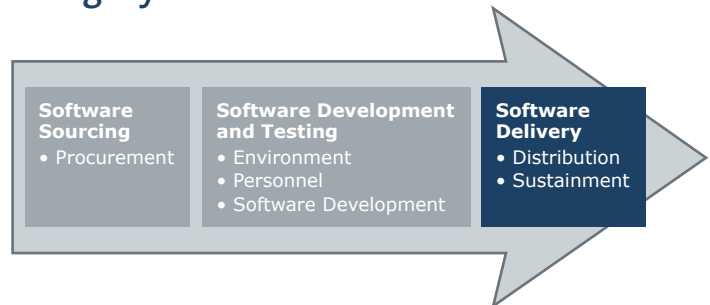 Software
Sourcing
• Procurement
Software Development
and Testing
• Environment
• Personnel
• Software Development
Software
Delivery
• Distribution
• Sustainment